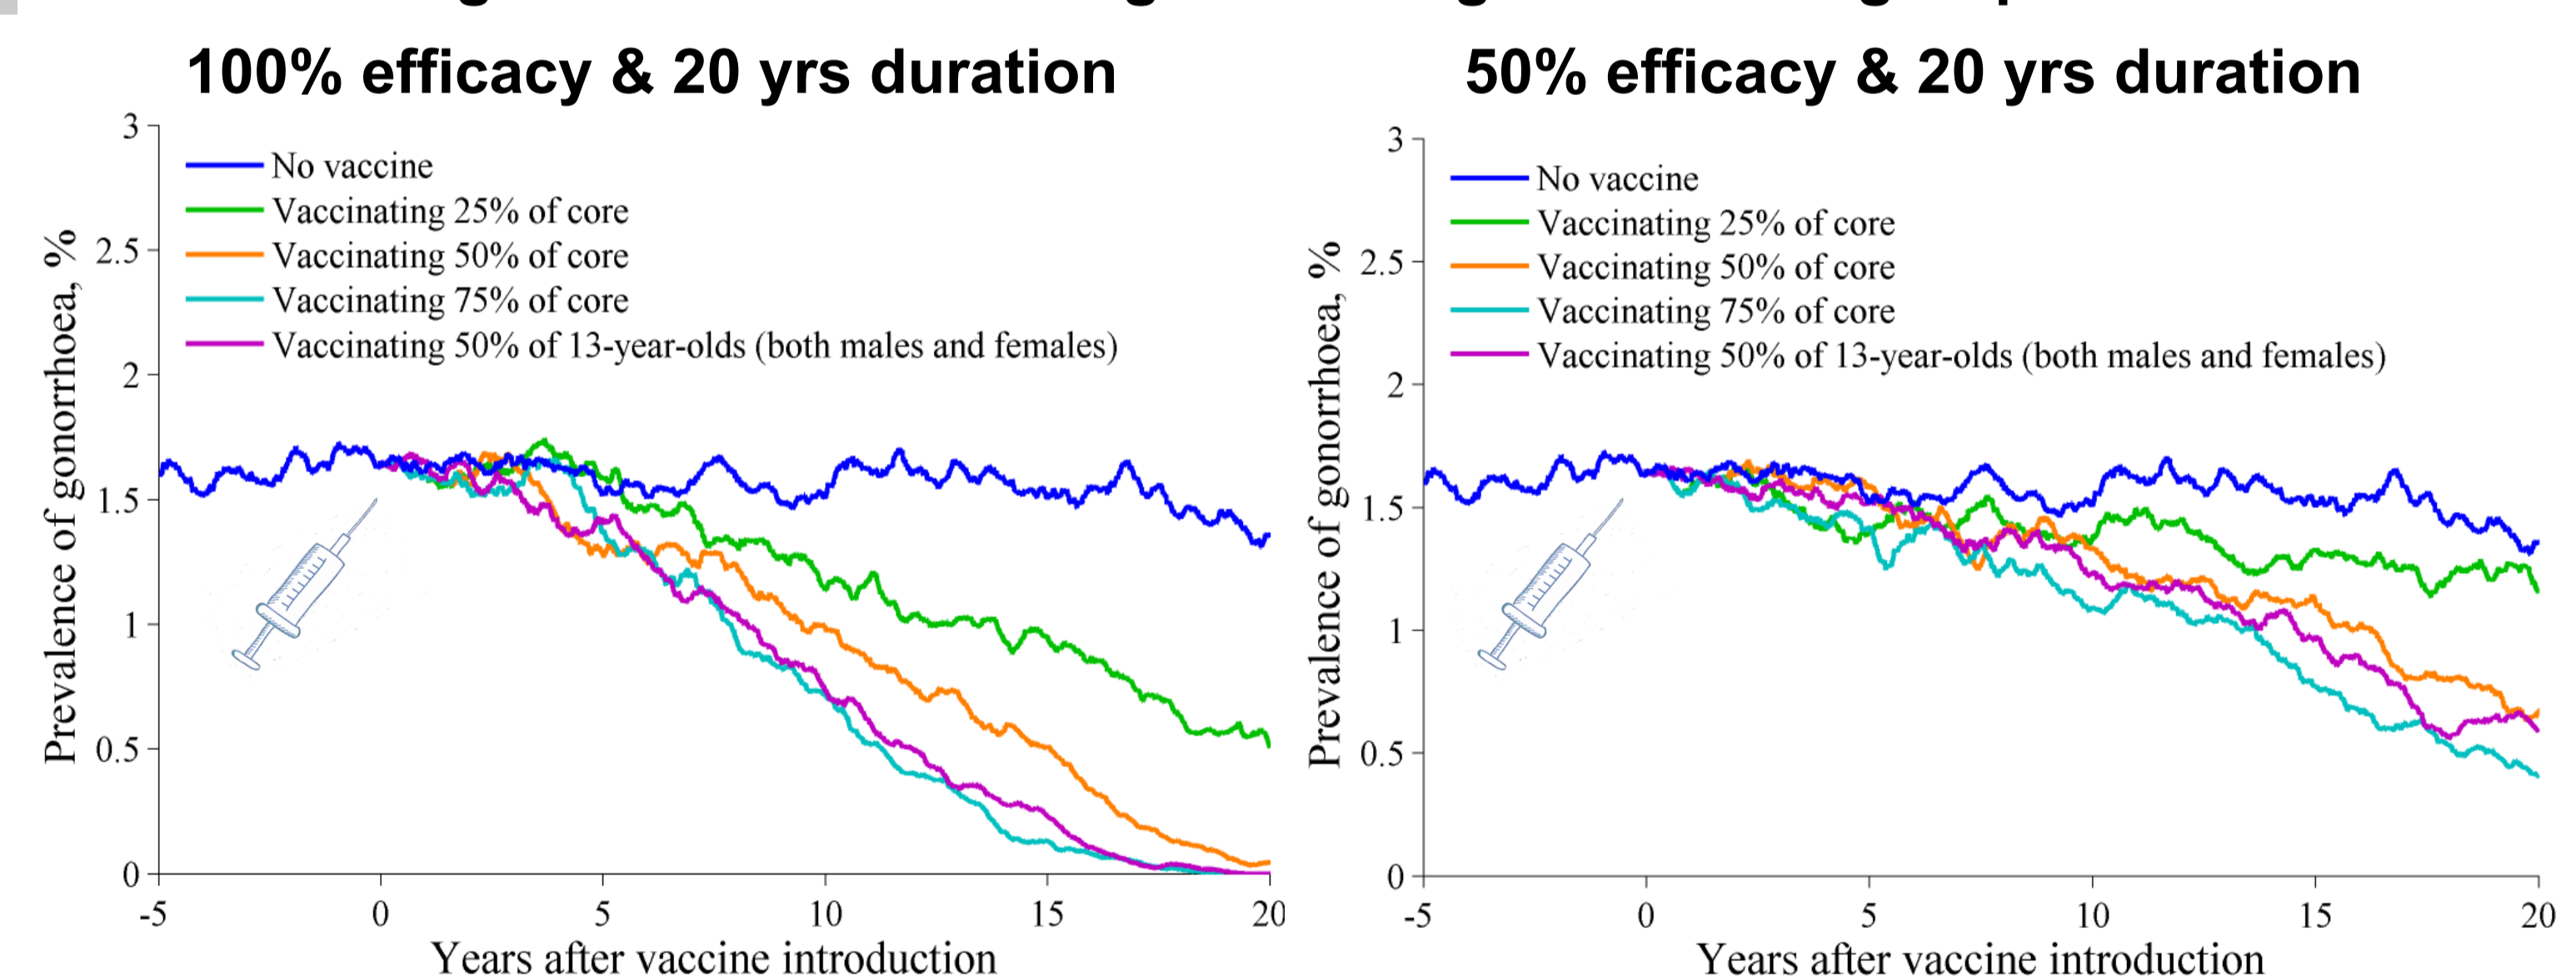 100% efficacy & 20 yrs duration
3
2.5
2
1.5
1
0.5
0
Prevalence of gonorrhoea, %
No vaccine
Vaccinating 25% of core
Vaccinating 50% of core
Vaccinating 75% of core
Vaccinating 50% of 13-year-olds (both males and females)
-5 0 5 10 15 20
Years after vaccine introduction
50% efficacy & 20 yrs duration
3
2.5
2
1.5
1
0.5
0
Prevalence of gonorrhoea, %
No vaccine
Vaccinating 25% of core
Vaccinating 50% of core
Vaccinating 75% of core
Vaccinating 50% of 13-year-olds (both males and females)
-5 0 5 10 15 20
Years after vaccine introduction